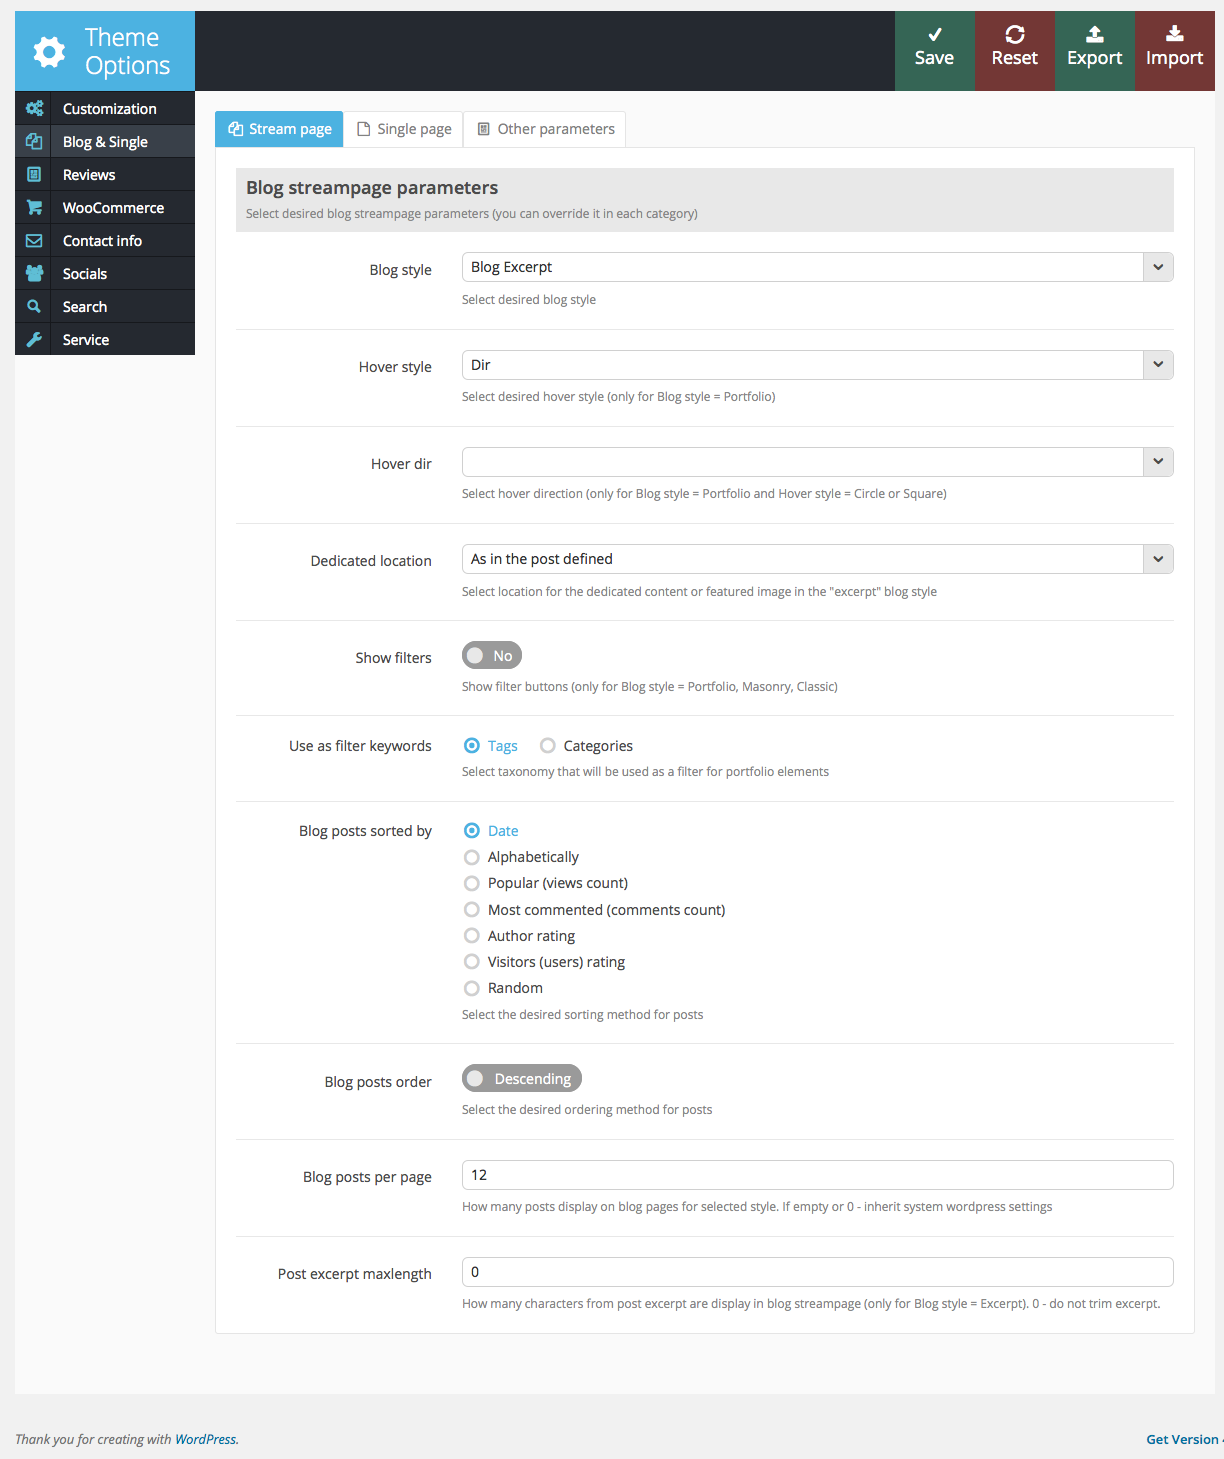 Theme
Options
Save
Reset
Export
Import
Customization
Blog & Single
Reviews
WooCommerce
Contact info
Socials
Search
Service
Stream page
Single page
Other parameters
Blog streampage parameters
Select desired blog streampage parameters (you can override it in each category)
Blog style
Blog Excerpt
Select desired blog style
Hover style
Dir
Select desired hover style (only for Blog style = Portfolio)
Hover dir
Select hover direction (only for Blog style = Portfolio and Hover style = Circle or Square)
Dedicated location
As in the post defined
Select location for the dedicated content or featured image in the "excerpt" blog style
Show filters
No
Show filter buttons (only for Blog style = Portfolio, Masonry, Classic)
Use as filter keywords
Tags
Categories
Select taxonomy that will be used as a filter for portfolio elements
Blog posts sorted by
Date
Alphabetically
Popular (views count)
Most commented (comments count)
Author rating
Visitors (users) rating
Random
Select the desired sorting method for posts
Blog posts order
Descending
Select the desired ordering method for posts
Blog posts per page
12
How many posts display on blog pages for selected style. If empty or 0 - inherit system wordpress settings
Post excerpt maxlength
0
How many characters from post excerpt are display in blog streampage (only for Blog style = Excerpt). 0 - do not trim excerpt.
Thank you for creating with WordPress.
Get Version